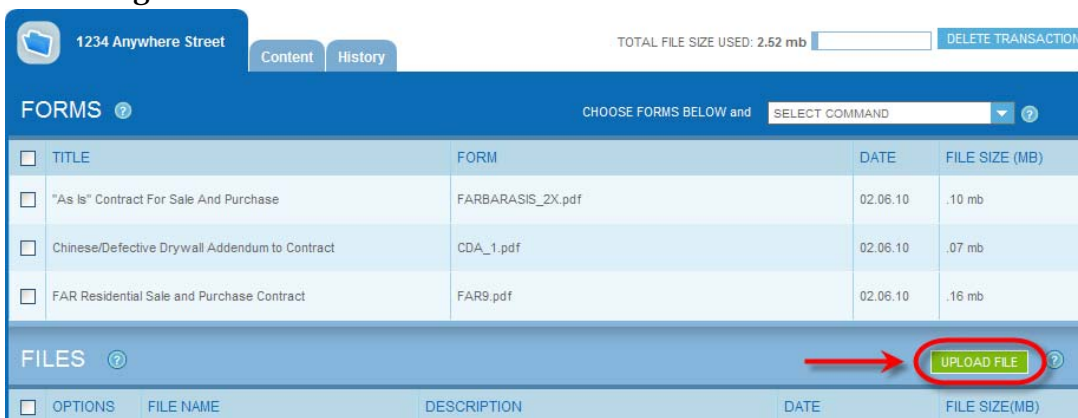 1234 Anywhere Street Content History TOTAL FILE SIZE USED: 2.52 mb DELETE TRANSACTION
FORMS ? CHOOSE FORMS BELOW and SELECT COMMAND ?
TITLE FORM DATE FILE SIZE (MB)
"As Is" Contract For Sale And Purchase FARBARASIS_2X.pdf 02.06.10 .10 mb
Chinese/Defective Drywall Addendum to Contract CDA_1.pdf 02.06.10 .07 mb
FAR Residential Sale and Purchase Contract FAR9.pdf 02.06.10 .16 mb
FILES ? UPLOAD FILE ?
OPTIONS FILE NAME DESCRIPTION DATE FILE SIZE(MB)